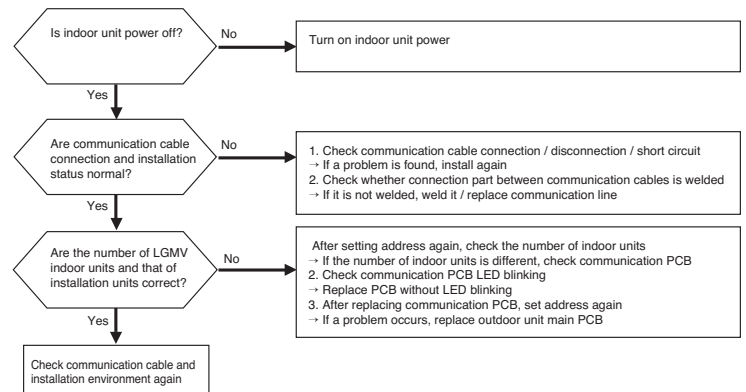 Is indoor unit power off?
No
Turn on indoor unit power
Yes
Are communication cable
connection and installation
status normal?
No
1. Check communication cable connection / disconnection / short circuit
→ If a problem is found, install again
2. Check whether connection part between communication cables is welded
→ If it is not welded, weld it / replace communication line
Yes
Are the number of LGMV
indoor units and that of
installation units correct?
No
After setting address again, check the number of indoor units
→ If the number of indoor units is different, check communication PCB
2. Check communication PCB LED blinking
→ Replace PCB without LED blinking
3. After replacing communication PCB, set address again
→ If a problem occurs, replace outdoor unit main PCB
Yes
Check communication cable and
installation environment again